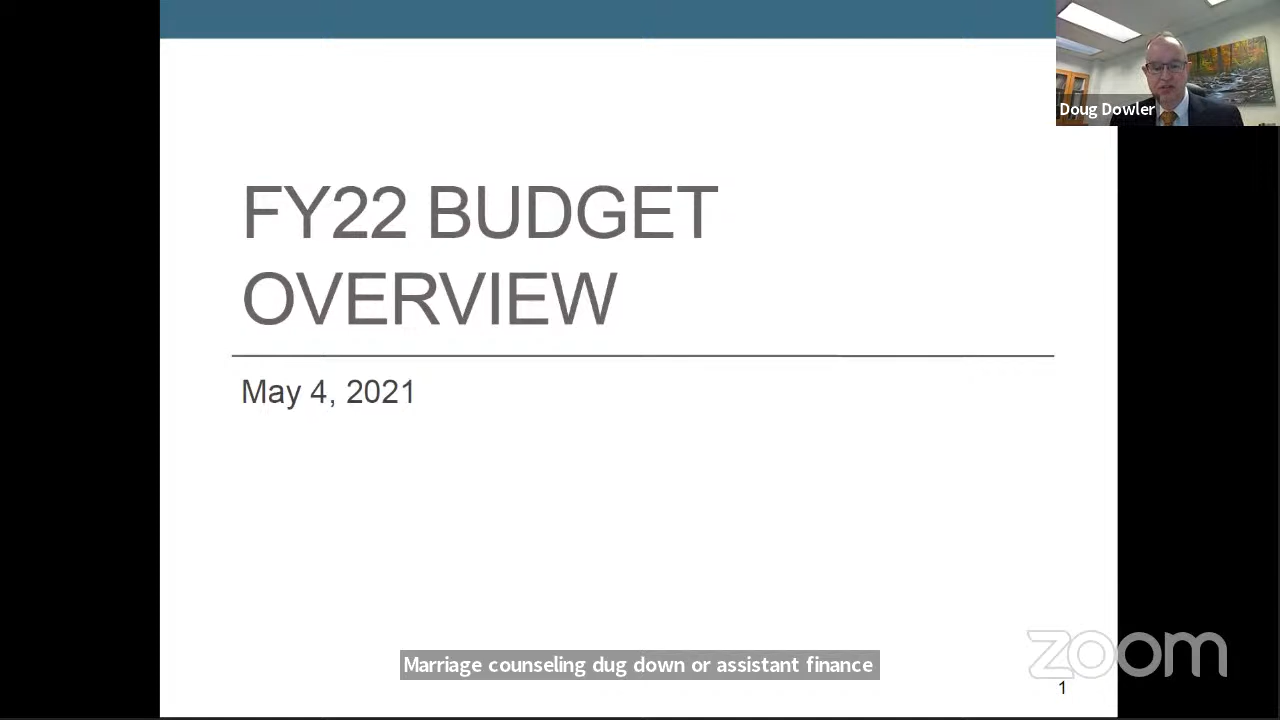 Doug Dowler
FY22 BUDGET
OVERVIEW
May 4, 2021
Marriage counseling dug down or assistant finance
zoom
1